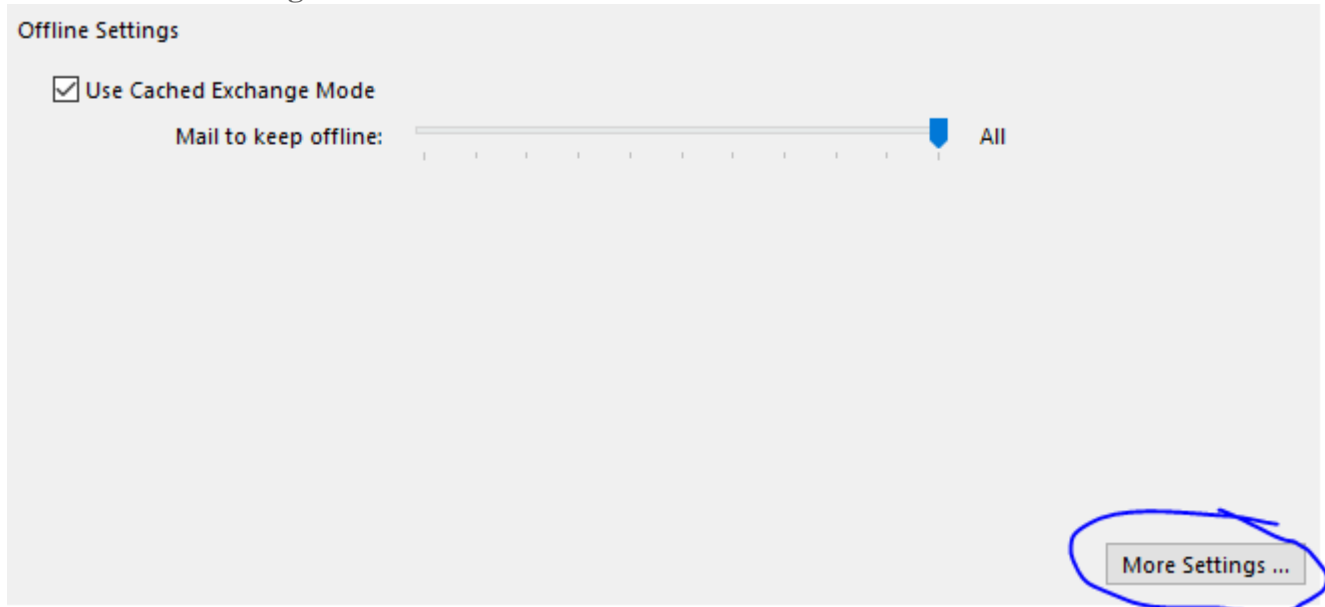 Offline Settings
Use Cached Exchange Mode
Mail to keep offline: All
More Settings ...